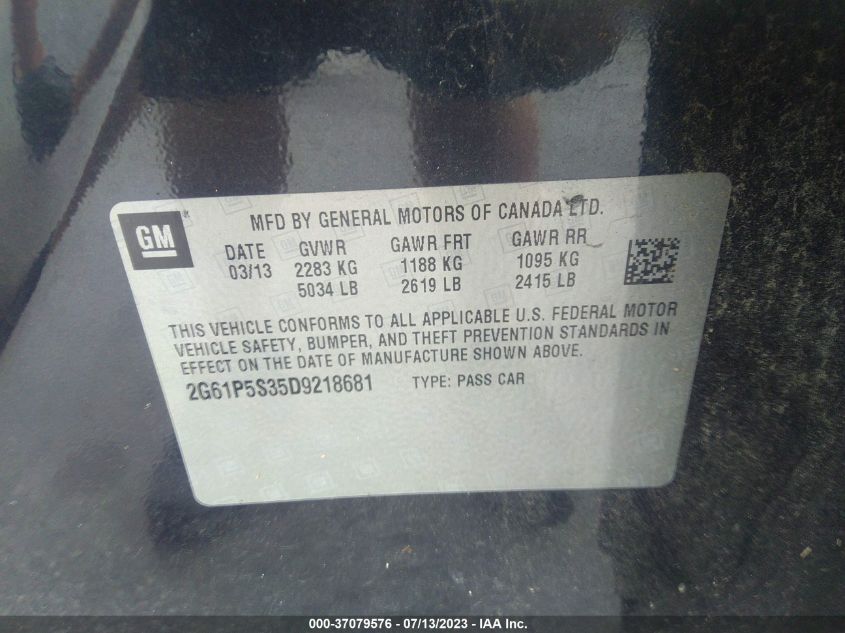 GM
MFD BY GENERAL MOTORS OF CANADA LTD.
DATE GVWR GAWR FRT GAWR RR
03/13 2283 KG 1188 KG 1095 KG
5034 LB 2619 LB 2415 LB
THIS VEHICLE CONFORMS TO ALL APPLICABLE U.S. FEDERAL MOTOR
VEHICLE SAFETY, BUMPER, AND THEFT PREVENTION STANDARDS IN
EFFECT ON THE DATE OF MANUFACTURE SHOWN ABOVE.
2G61P5S35D9218681 TYPE: PASS CAR
000-37079576 - 07/13/2023 - IAA Inc.